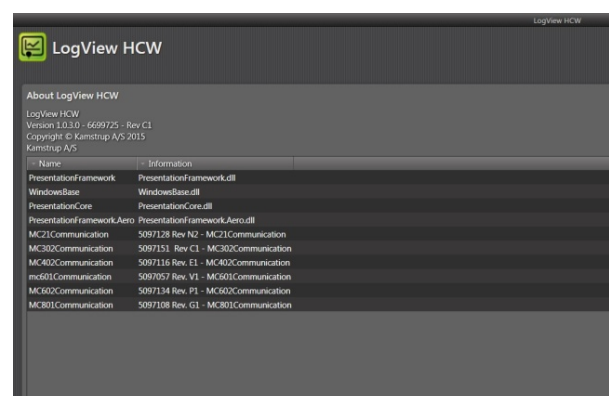 LogView HCW
LogView HCW
About LogView HCW
LogView HCW
Version 1.0.3.0 - 6699725 - Rev C1
Copyright © Kamstrup A/S 2015
Kamstrup A/S
Name Information
PresentationFramework PresentationFramework.dll
WindowsBase WindowsBase.dll
PresentationCore PresentationCore.dll
PresentationFramework.Aero PresentationFramework.Aero.dll
MC21Communication 5097128 Rev N2 - MC21Communication
MC302Communication 5097151 Rev C1 - MC302Communication
MC402Communication 5097116 Rev. E1 - MC402Communication
mc601Communication 5097057 Rev. V1 - MC601Communication
MC602Communication 5097134 Rev. P1 - MC602Communication
MC801Communication 5097108 Rev. G1 - MC801Communication